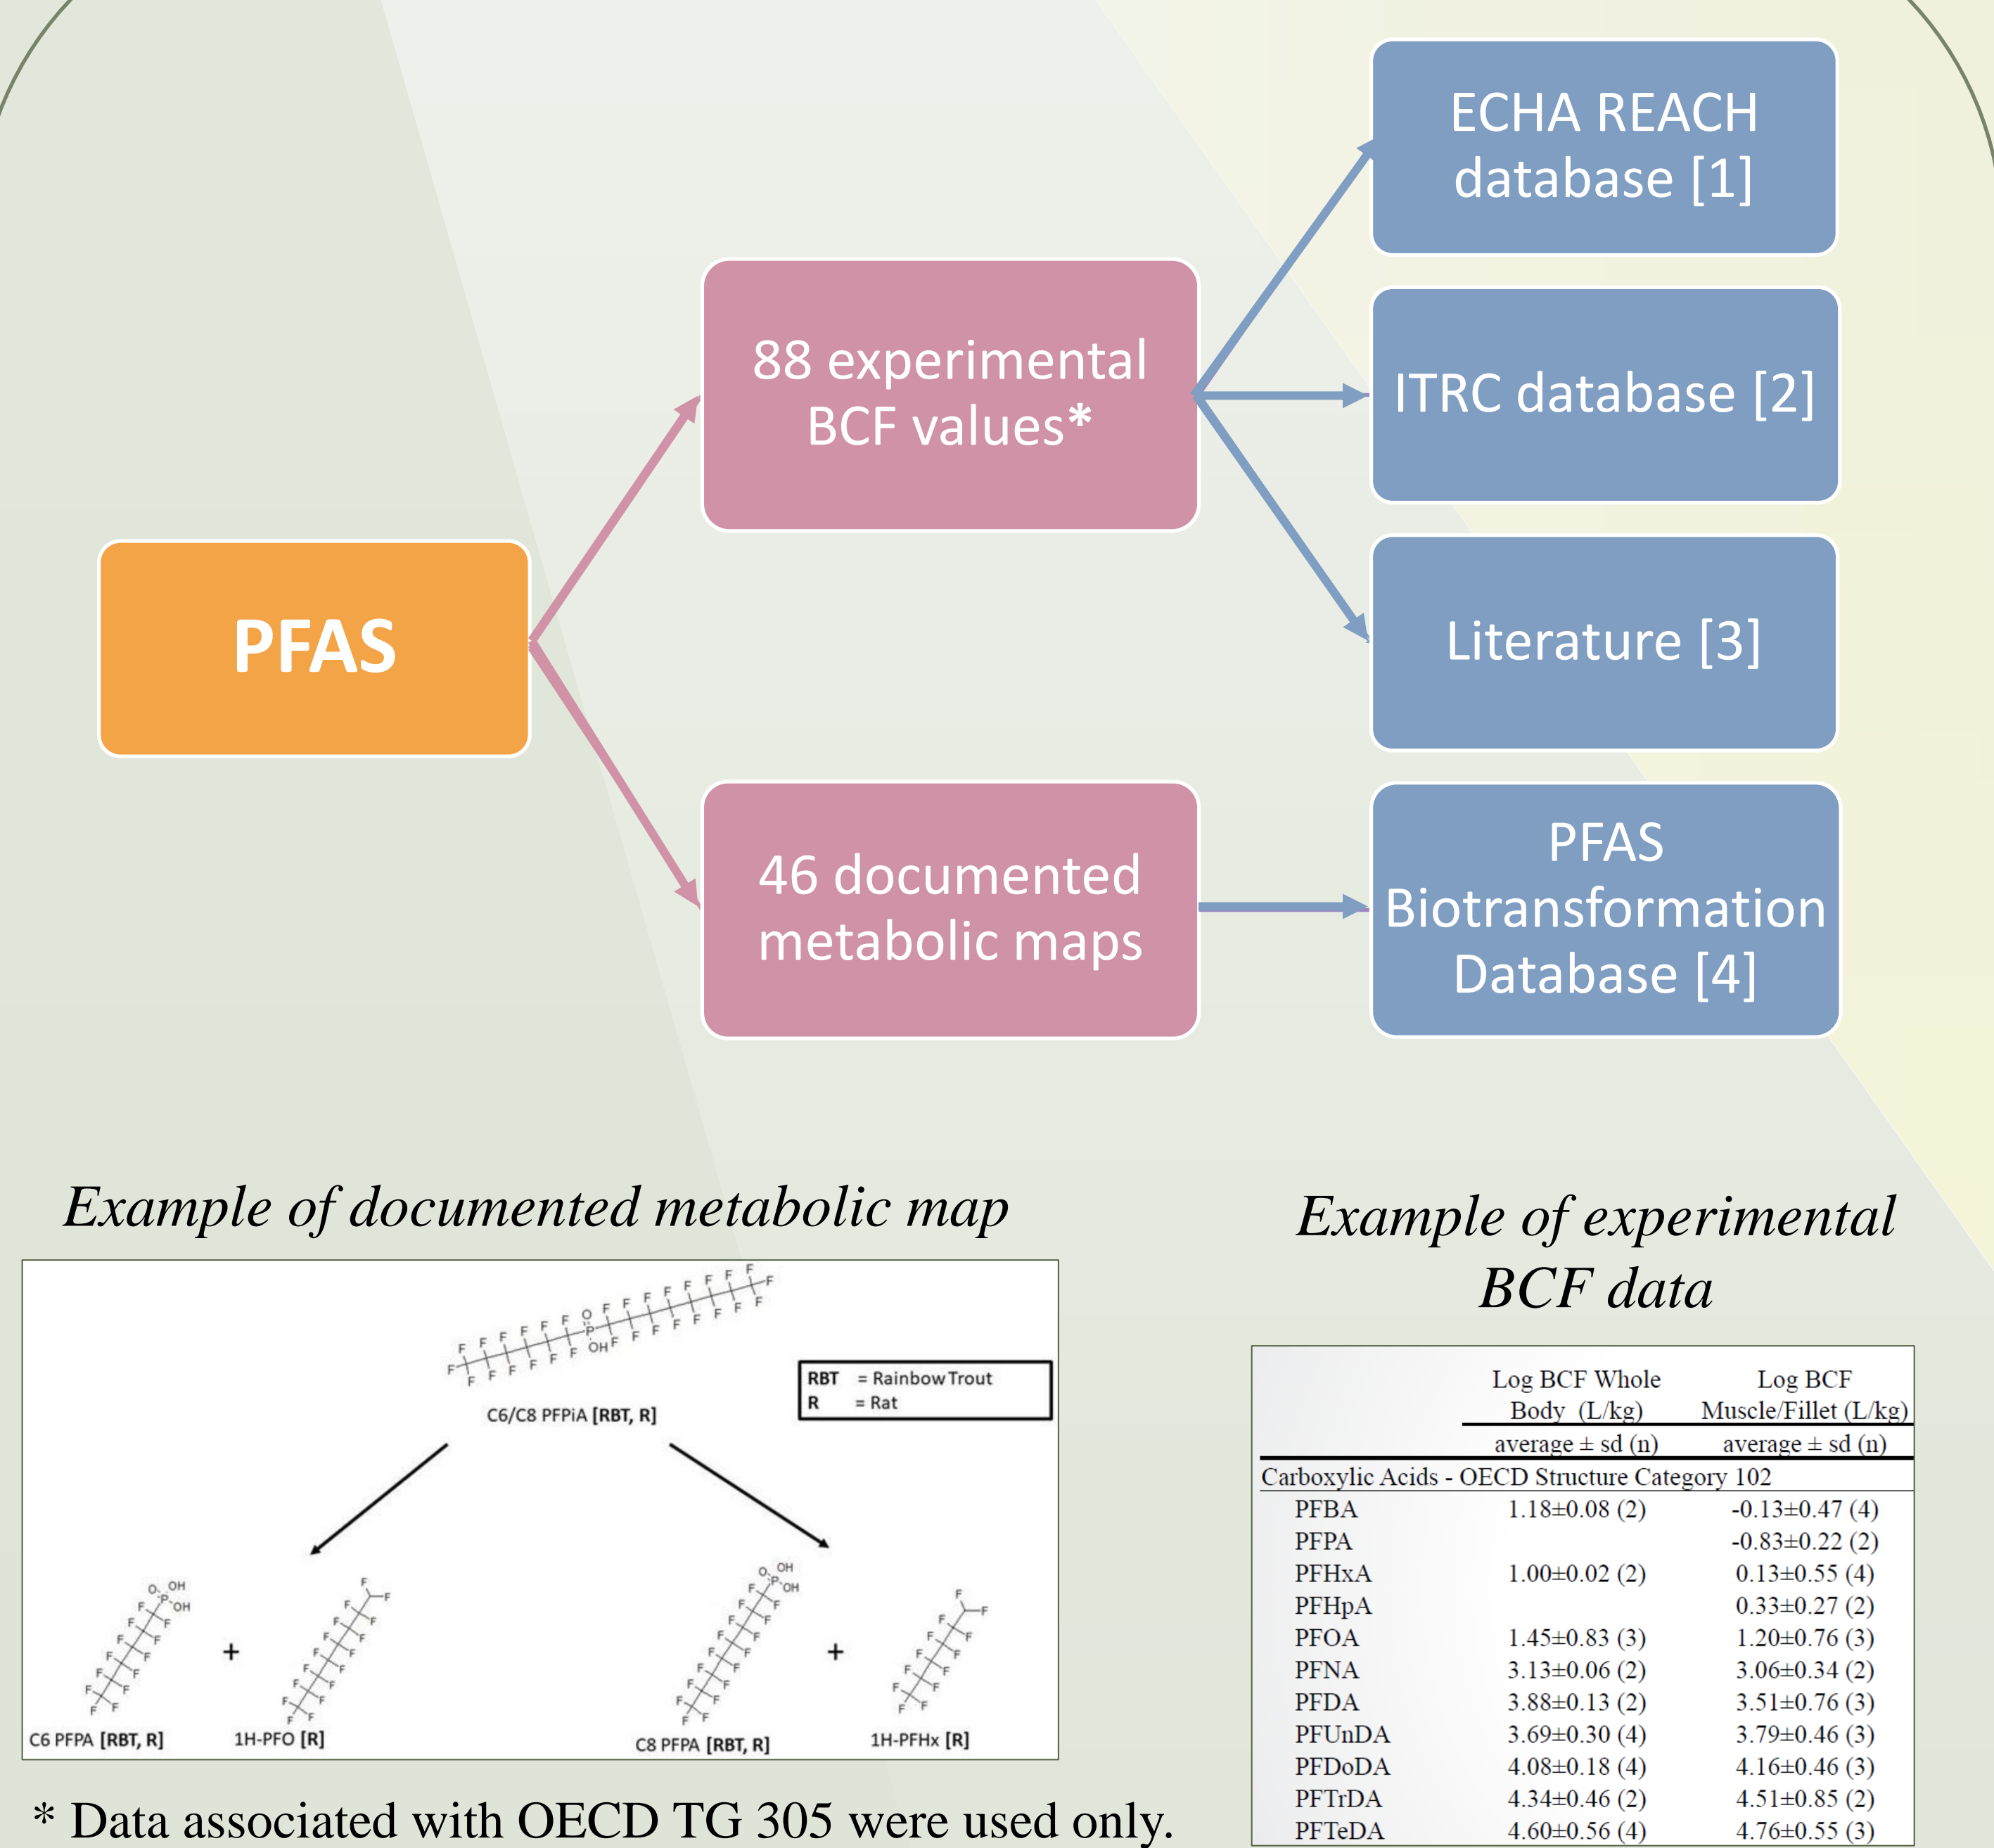 PFAS
88 experimental
BCF values*
46 documented
metabolic maps
ECHA REACH
database [1]
ITRC database [2]
Literature [3]
PFAS
Biotransformation
Database [4]
Example of documented metabolic map
O
OH
C6/C8 PFPiA [RBT, R]
RBT = Rainbow Trout
R = Rat
C6 PFPA [RBT, R]
+
1H-PFO [R]
C8 PFPA [RBT, R]
+
1H-PFHx [R]
* Data associated with OECD TG 305 were used only.
Example of experimental
BCF data
Log BCF Whole Log BCF
Body (L/kg) Muscle/Fillet (L/kg)
average ± sd (n) average ± sd (n)
Carboxylic Acids - OECD Structure Category 102
PFBA 1.18±0.08 (2) -0.13±0.47 (4)
PFPA -0.83±0.22 (2)
PFHxA 1.00±0.02 (2) 0.13±0.55 (4)
PFHpA 0.33±0.27 (2)
PFOA 1.45±0.83 (3) 1.20±0.76 (3)
PFNA 3.13±0.06 (2) 3.06±0.34 (2)
PFDA 3.88±0.13 (2) 3.51±0.76 (3)
PFUnDA 3.69±0.30 (4) 3.79±0.46 (3)
PFDoDA 4.08±0.18 (4) 4.16±0.46 (3)
PFTrDA 4.34±0.46 (2) 4.51±0.85 (2)
PFTeDA 4.60±0.56 (4) 4.76±0.55 (3)